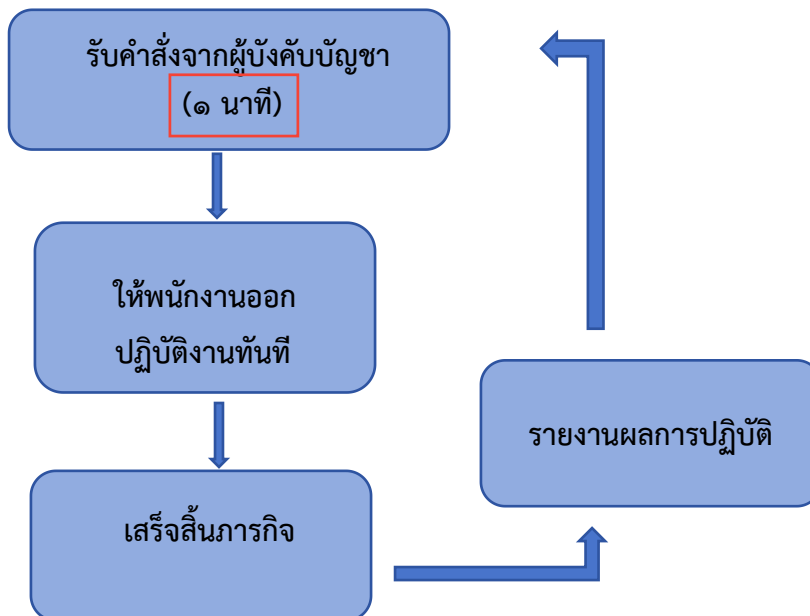 รับคำสั่งจากผู้บังคับบัญชา
(๑ นาที)
ให้พนักงานออก
ปฏิบัติงานทันที
เสร็จสิ้นภารกิจ
รายงานผลการปฏิบัติ